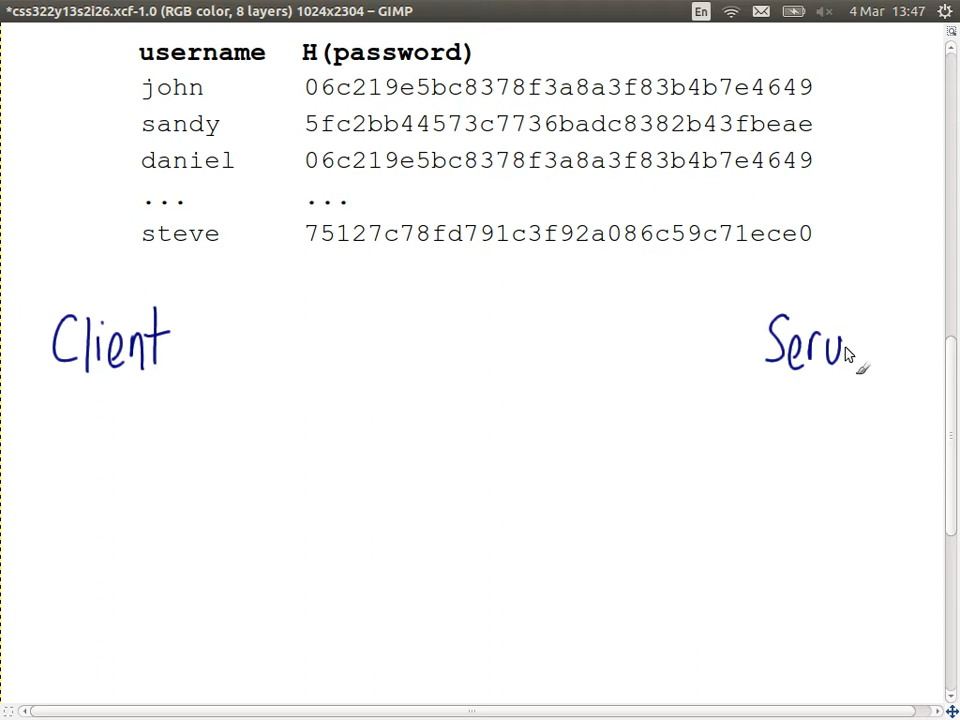 *css322y13s2i26.xcf-1.0 (RGB color, 8 layers) 1024x2304 – GIMP En 4 Mar 13:47
username H(password)
john 06c219e5bc8378f3a8a3f83b4b7e4649
sandy 5fc2bb44573c7736badc8382b43fbeae
daniel 06c219e5bc8378f3a8a3f83b4b7e4649
... ...
steve 75127c78fd791c3f92a086c59c71ece0
Client Serv